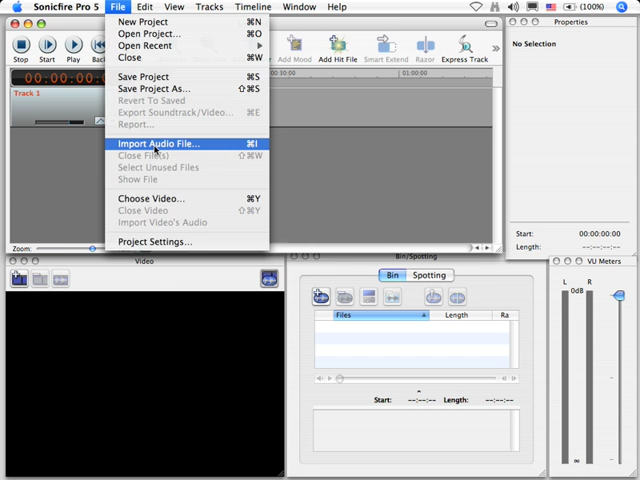 Sonicfire Pro 5 File Edit View Tracks Timeline Window Help (100%)
New Project ⌘N
Open Project... ⌘O
Open Recent
Close ⌘W
Save Project ⌘S
Save Project As... ⇧⌘S
Revert To Saved
Export Soundtrack/Video... ⌘E
Report...
Import Audio File... ⌘I
Close File(s) ⇧⌘W
Select Unused Files
Show File
Choose Video... ⌘Y
Close Video ⇧⌘Y
Import Video's Audio
Project Settings...
Stop Start Play Add Mood Add Hit File Smart Extend Razor Express Track
01:00:00
Track 1
Zoom:
Properties
No Selection
Start: 00:00:00:00
Length: --:--:--
Video
Bin/Spotting
Bin Spotting
Files Length Ra
Start: --:--:-- Length: --:--:--
VU Meters
L R
0dB
∞